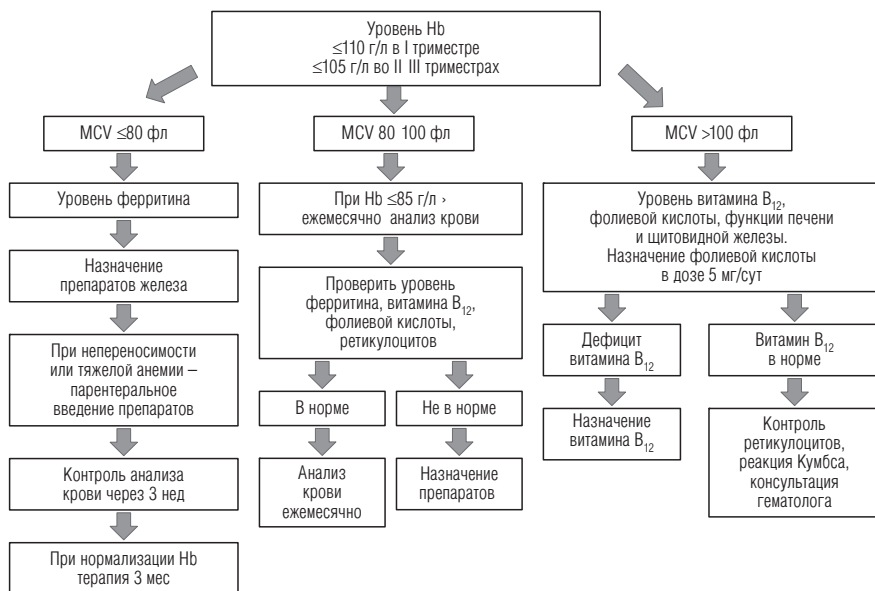 Уровень Hb
≤110 г/л в I триместре
≤105 г/л во II III триместрах
MCV ≤80 фл
Уровень ферритина
Назначение
препаратов железа
При непереносимости
или тяжелой анемии –
парентеральное
введение препаратов
Контроль анализа
крови через 3 нед
При нормализации Hb
терапия 3 мес
MCV 80 100 фл
При Hb ≤85 г/л ›
ежемесячно анализ крови
Проверить уровень
ферритина, витамина B12,
фолиевой кислоты,
ретикулоцитов
В норме
Анализ
крови
ежемесячно
Не в норме
Назначение
препаратов
MCV >100 фл
Уровень витамина B12,
фолиевой кислоты, функции печени
и щитовидной железы.
Назначение фолиевой кислоты
в дозе 5 мг/сут
Дефицит
витамина B12
Назначение
витамина B12
Витамин B12
в норме
Контроль
ретикулоцитов,
реакция Кумбса,
консультация
гематолога